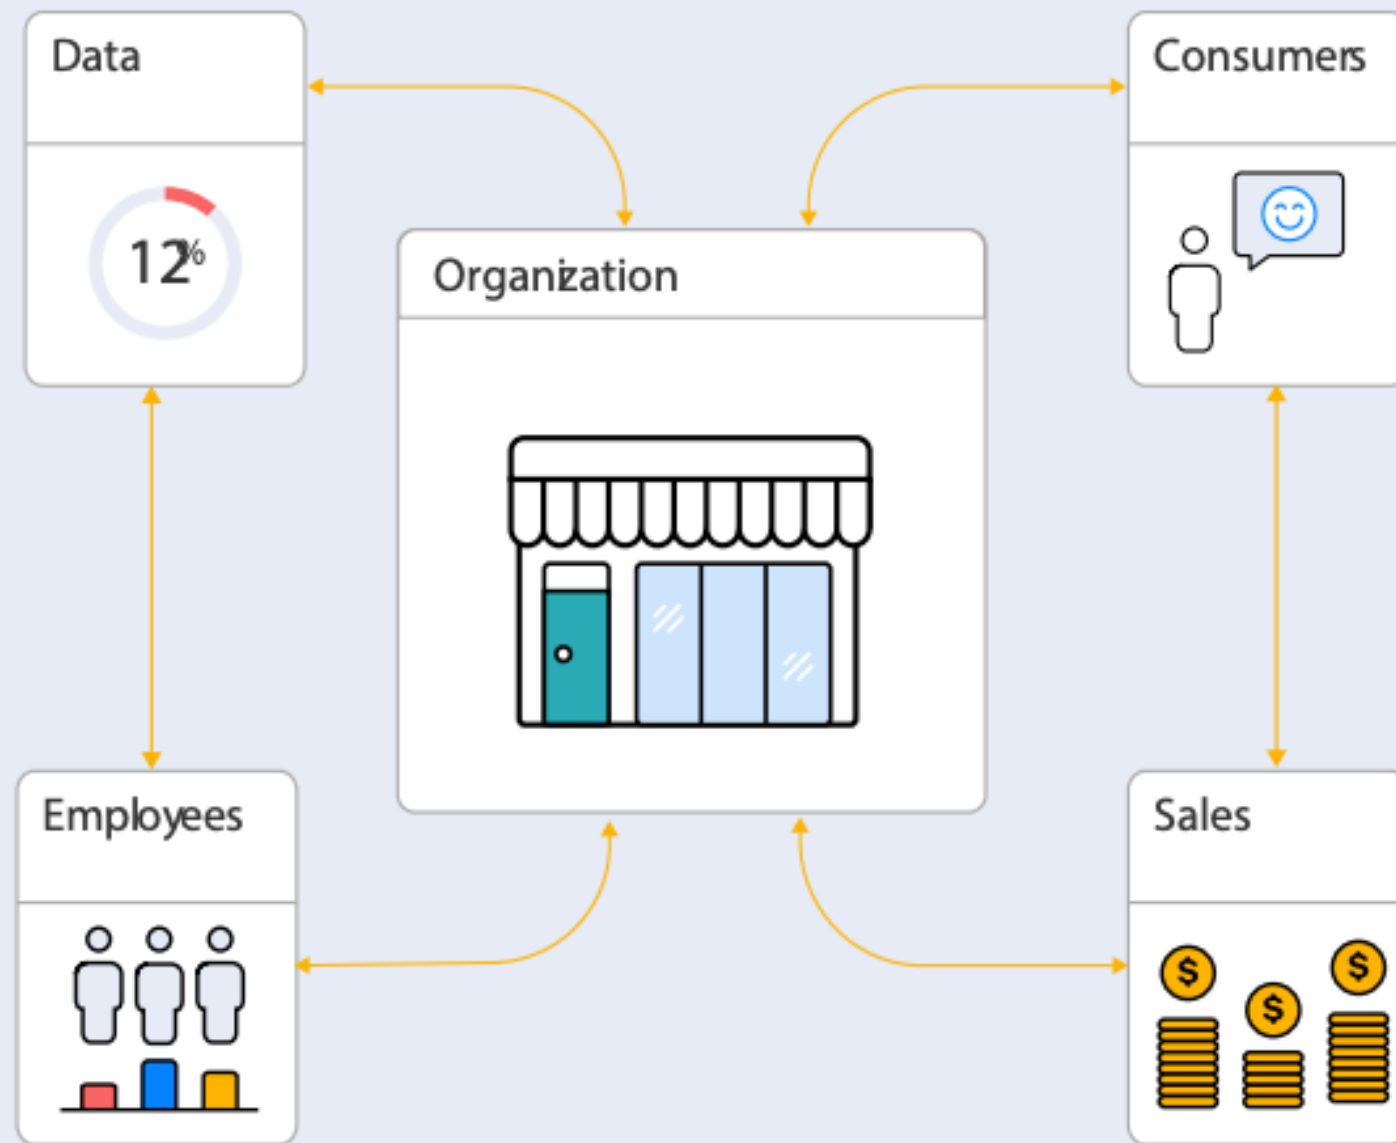 Data
Consumers
12%
Organization
Employees
Sales
$
$
$